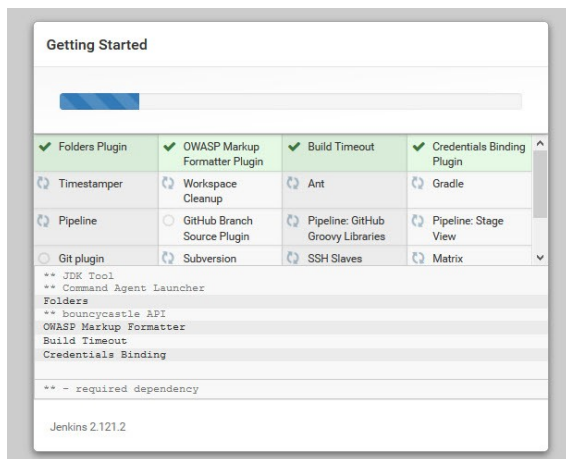 Getting Started
Folders Plugin
OWASP Markup
Formatter Plugin
Build Timeout
Credentials Binding
Plugin
Timestamper
Workspace
Cleanup
Ant
Gradle
Pipeline
GitHub Branch
Source Plugin
Pipeline: GitHub
Groovy Libraries
Pipeline: Stage
View
Git plugin
Subversion
SSH Slaves
Matrix
** JDK Tool
** Command Agent Launcher
Folders
** bouncycastle API
OWASP Markup Formatter
Build Timeout
Credentials Binding
** - required dependency
Jenkins 2.121.2